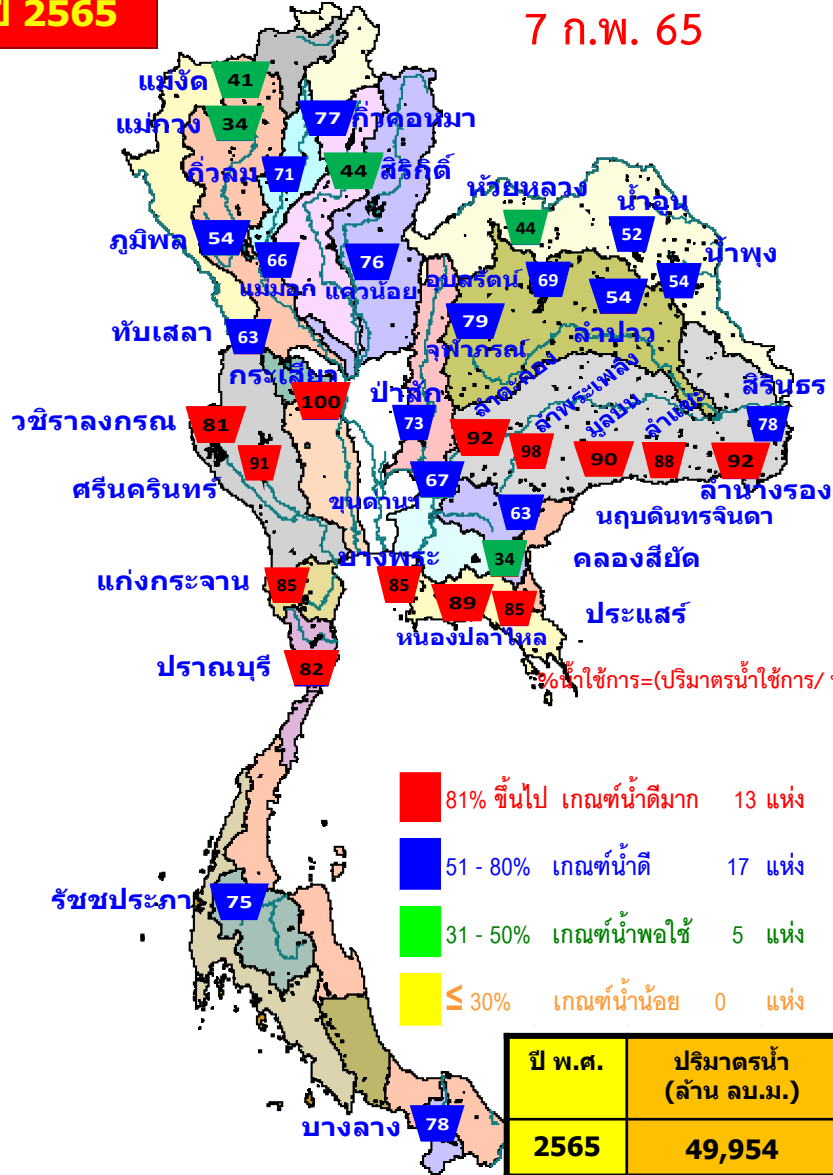 ปี 2565
7 ก.พ. 65
แม่งัด 41
แม่กวง 34
77 กิ่วคอหมา
กิ่วลม 71
44 สิริกิติ์
ห้วยหลวง
44
น้ำอูน
52
ภูมิพล 54
66
แม่มอก
76
แควน้อย
อุบลรัตน์ 69
น้ำพุง
54
54
ลำปาว
ทับเสลา 63
79
จุฬาภรณ์
กระเสียว
100
ป่าสัก
73
ลำตะคอง
ลำพระเพลิง
มูลบน
ลำแชะ
สิรินธร
78
วชิราลงกรณ 81
91
ศรีนครินทร์
92
98
90
88
92
ลำนางรอง
67
ขุนด่านฯ
63
นฤบดินทรจินดา
บางพระ
85
34
คลองสียัด
แก่งกระจาน 85
89
หนองปลาไหล
85
ประแสร์
ปราณบุรี 82
%น้ำใช้การ=(ปริมาตรน้ำใช้การ/
81% ขึ้นไป เกณฑ์น้ำดีมาก 13 แห่ง
51 - 80% เกณฑ์น้ำดี 17 แห่ง
31 - 50% เกณฑ์น้ำพอใช้ 5 แห่ง
≤ 30% เกณฑ์น้ำน้อย 0 แห่ง
รัชชประภา 75
บางลาง 78
ปี พ.ศ. ปริมาตรน้ำ
(ล้าน ลบ.ม.)
2565 49,954